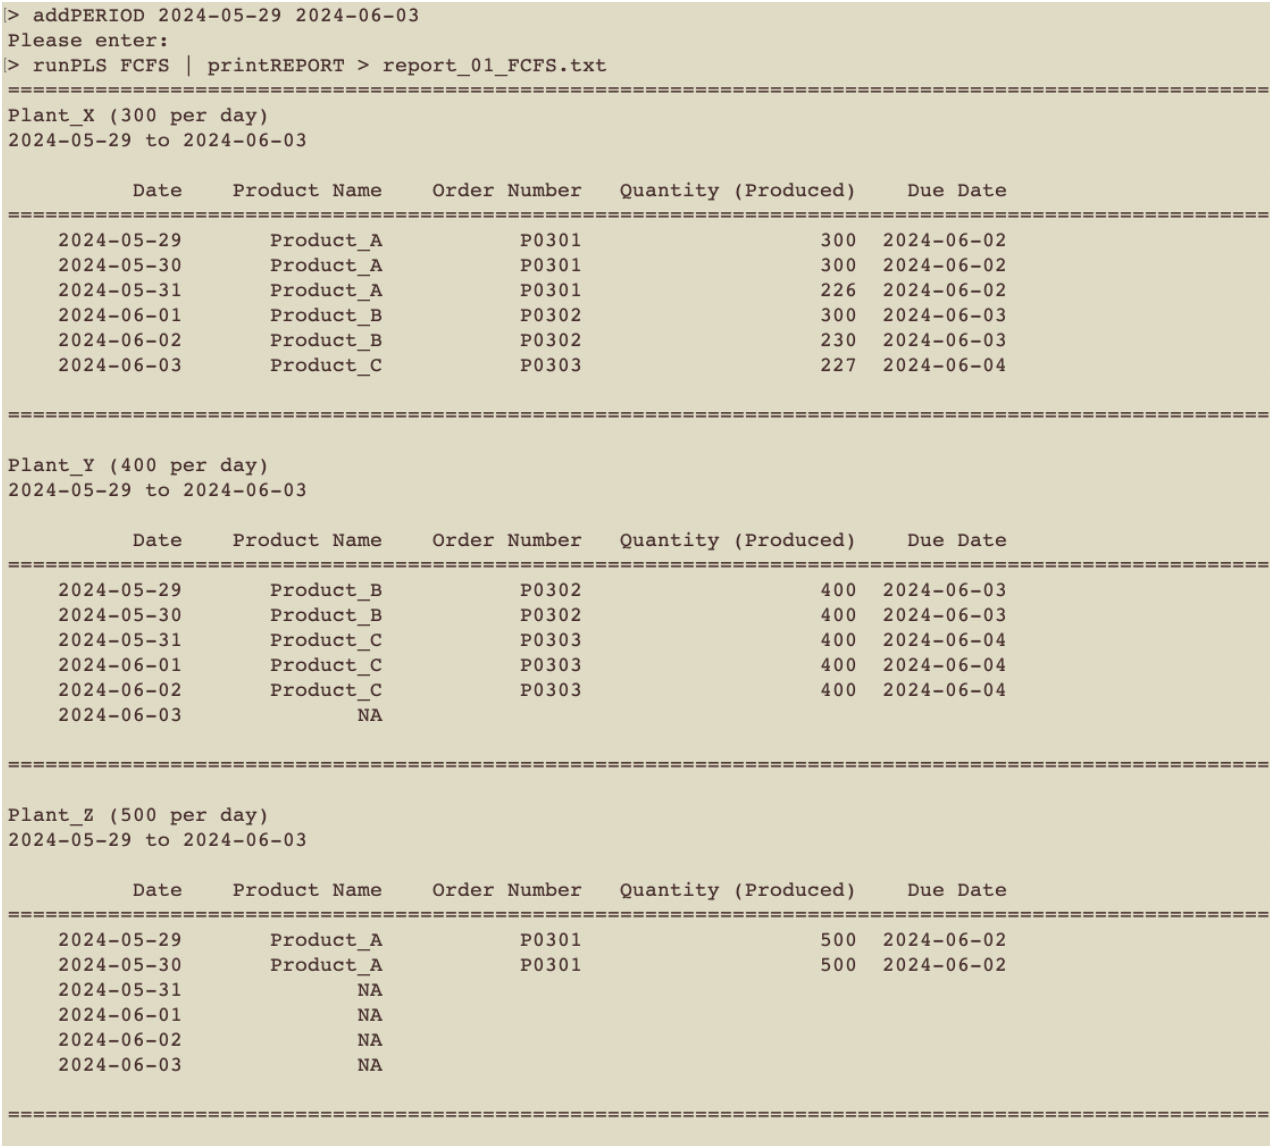 > addPERIOD 2024-05-29 2024-06-03
Please enter:
> runPLS FCFS | printREPORT > report_01_FCFS.txt
=====================================================================================================
Plant_X (300 per day)
2024-05-29 to 2024-06-03
          Date    Product Name    Order Number   Quantity (Produced)    Due Date
=====================================================================================================
    2024-05-29       Product_A           P0301                   300  2024-06-02
    2024-05-30       Product_A           P0301                   300  2024-06-02
    2024-05-31       Product_A           P0301                   226  2024-06-02
    2024-06-01       Product_B           P0302                   300  2024-06-03
    2024-06-02       Product_B           P0302                   230  2024-06-03
    2024-06-03       Product_C           P0303                   227  2024-06-04
=====================================================================================================
Plant_Y (400 per day)
2024-05-29 to 2024-06-03
          Date    Product Name    Order Number   Quantity (Produced)    Due Date
=====================================================================================================
    2024-05-29       Product_B           P0302                   400  2024-06-03
    2024-05-30       Product_B           P0302                   400  2024-06-03
    2024-05-31       Product_C           P0303                   400  2024-06-04
    2024-06-01       Product_C           P0303                   400  2024-06-04
    2024-06-02       Product_C           P0303                   400  2024-06-04
    2024-06-03              NA
=====================================================================================================
Plant_Z (500 per day)
2024-05-29 to 2024-06-03
          Date    Product Name    Order Number   Quantity (Produced)    Due Date
=====================================================================================================
    2024-05-29       Product_A           P0301                   500  2024-06-02
    2024-05-30       Product_A           P0301                   500  2024-06-02
    2024-05-31              NA
    2024-06-01              NA
    2024-06-02              NA
    2024-06-03              NA
=====================================================================================================